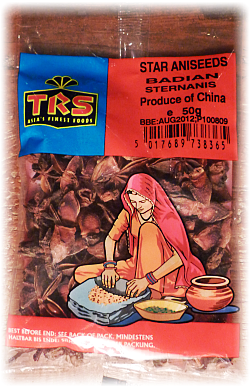 STAR ANISEEDS
BADIAN
STERNANIS
Produce of China
e 50g
BBE:AUG2012;P100809
5 017689 738365
TRS
ASIA'S FINEST FOODS
BEST BEFORE END: SEE BACK OF PACK. MINDESTENS
HALTBAR BIS ENDE: PACKUNG.